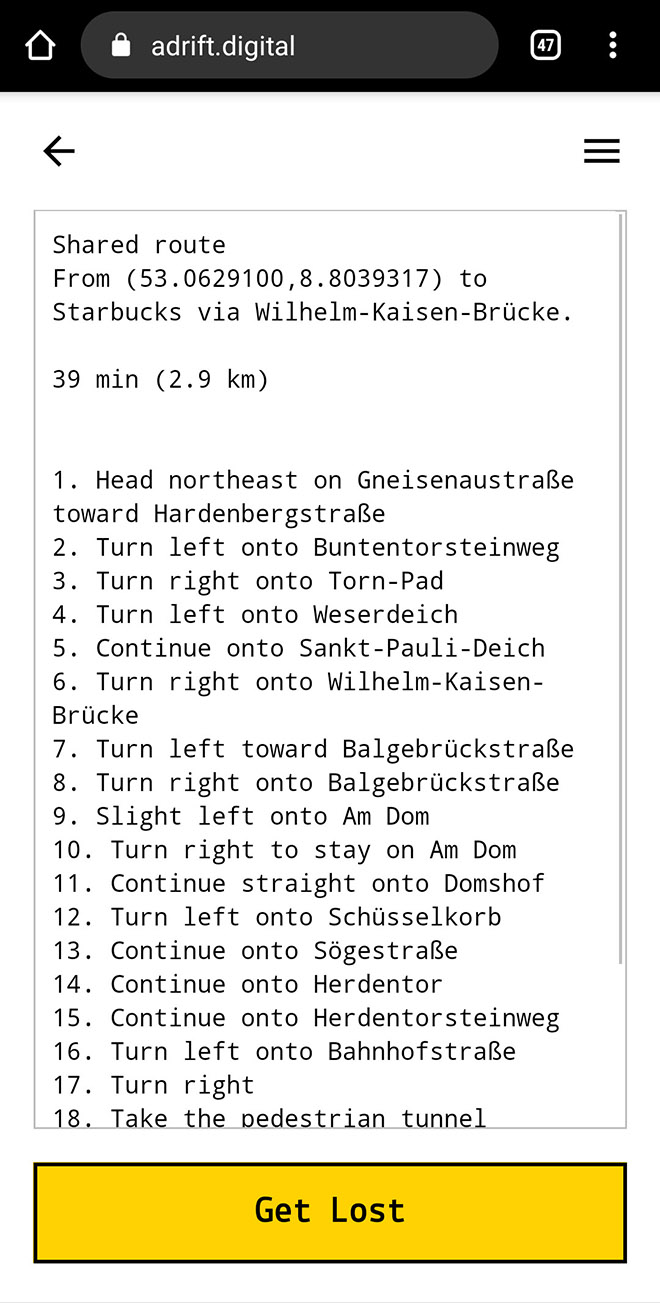 adrift.digital
47
Shared route
From (53.0629100,8.8039317) to
Starbucks via Wilhelm-Kaisen-Brücke.
39 min (2.9 km)
1. Head northeast on Gneisenaustraße
toward Hardenbergstraße
2. Turn left onto Buntentorsteinweg
3. Turn right onto Torn-Pad
4. Turn left onto Weserdeich
5. Continue onto Sankt-Pauli-Deich
6. Turn right onto Wilhelm-Kaisen-
Brücke
7. Turn left toward Balgebrückstraße
8. Turn right onto Balgebrückstraße
9. Slight left onto Am Dom
10. Turn right to stay on Am Dom
11. Continue straight onto Domshof
12. Turn left onto Schüsselkorb
13. Continue onto Sögestraße
14. Continue onto Herdentor
15. Continue onto Herdentorsteinweg
16. Turn left onto Bahnhofstraße
17. Turn right
18. Take the pedestrian tunnel
Get Lost